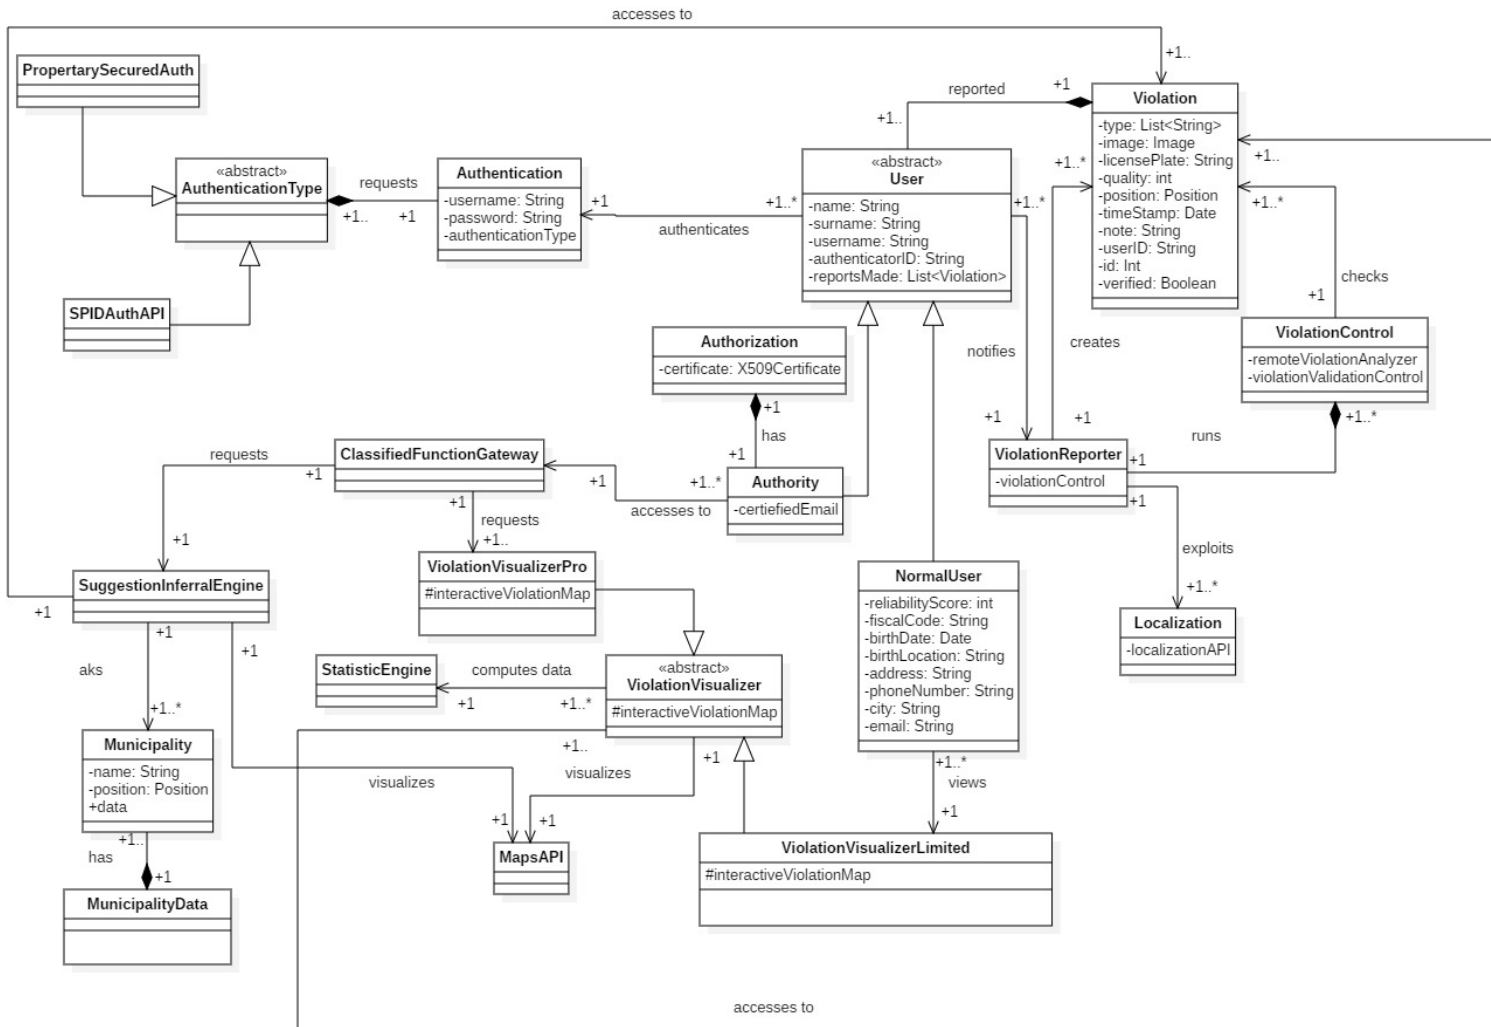 accesses to
+1..
PropertarySecuredAuth
reported
+1
+1..
Violation
-type: List<String>
-image: Image
-licensePlate: String
-quality: int
-position: Position
-timeStamp: Date
-note: String
-userID: String
-id: Int
-verified: Boolean
+1..*
+1..
+1..*
«abstract»
AuthenticationType
requests
+1..
+1
Authentication
-username: String
-password: String
-authenticationType
+1
authenticates
+1..*
«abstract»
User
-name: String
-surname: String
-username: String
-authenticatorID: String
-reportsMade: List<Violation>
+1..*
checks
+1
SPIDAuthAPI
Authorization
-certificate: X509Certificate
+1
has
+1
notifies
creates
+1
+1
ViolationControl
-remoteViolationAnalyzer
-violationValidationControl
+1..*
runs
+1
requests
+1
ClassifiedFunctionGateway
+1
+1
accesses to
+1..*
Authority
-certiefiedEmail
ViolationReporter
-violationControl
+1
exploits
+1..*
requests
+1..
+1
SuggestionInferralEngine
+1
+1
+1
ViolationVisualizerPro
#interactiveViolationMap
NormalUser
-reliabilityScore: int
-fiscalCode: String
-birthDate: Date
-birthLocation: String
-address: String
-phoneNumber: String
-city: String
-email: String
Localization
-localizationAPI
aks
+1..*
StatisticEngine
computes data
+1
+1..*
«abstract»
ViolationVisualizer
#interactiveViolationMap
+1..
+1
Municipality
-name: String
-position: Position
+data
visualizes
visualizes
+1..*
views
+1
+1
+1
+1..
has
+1
MapsAPI
ViolationVisualizerLimited
#interactiveViolationMap
MunicipalityData
accesses to